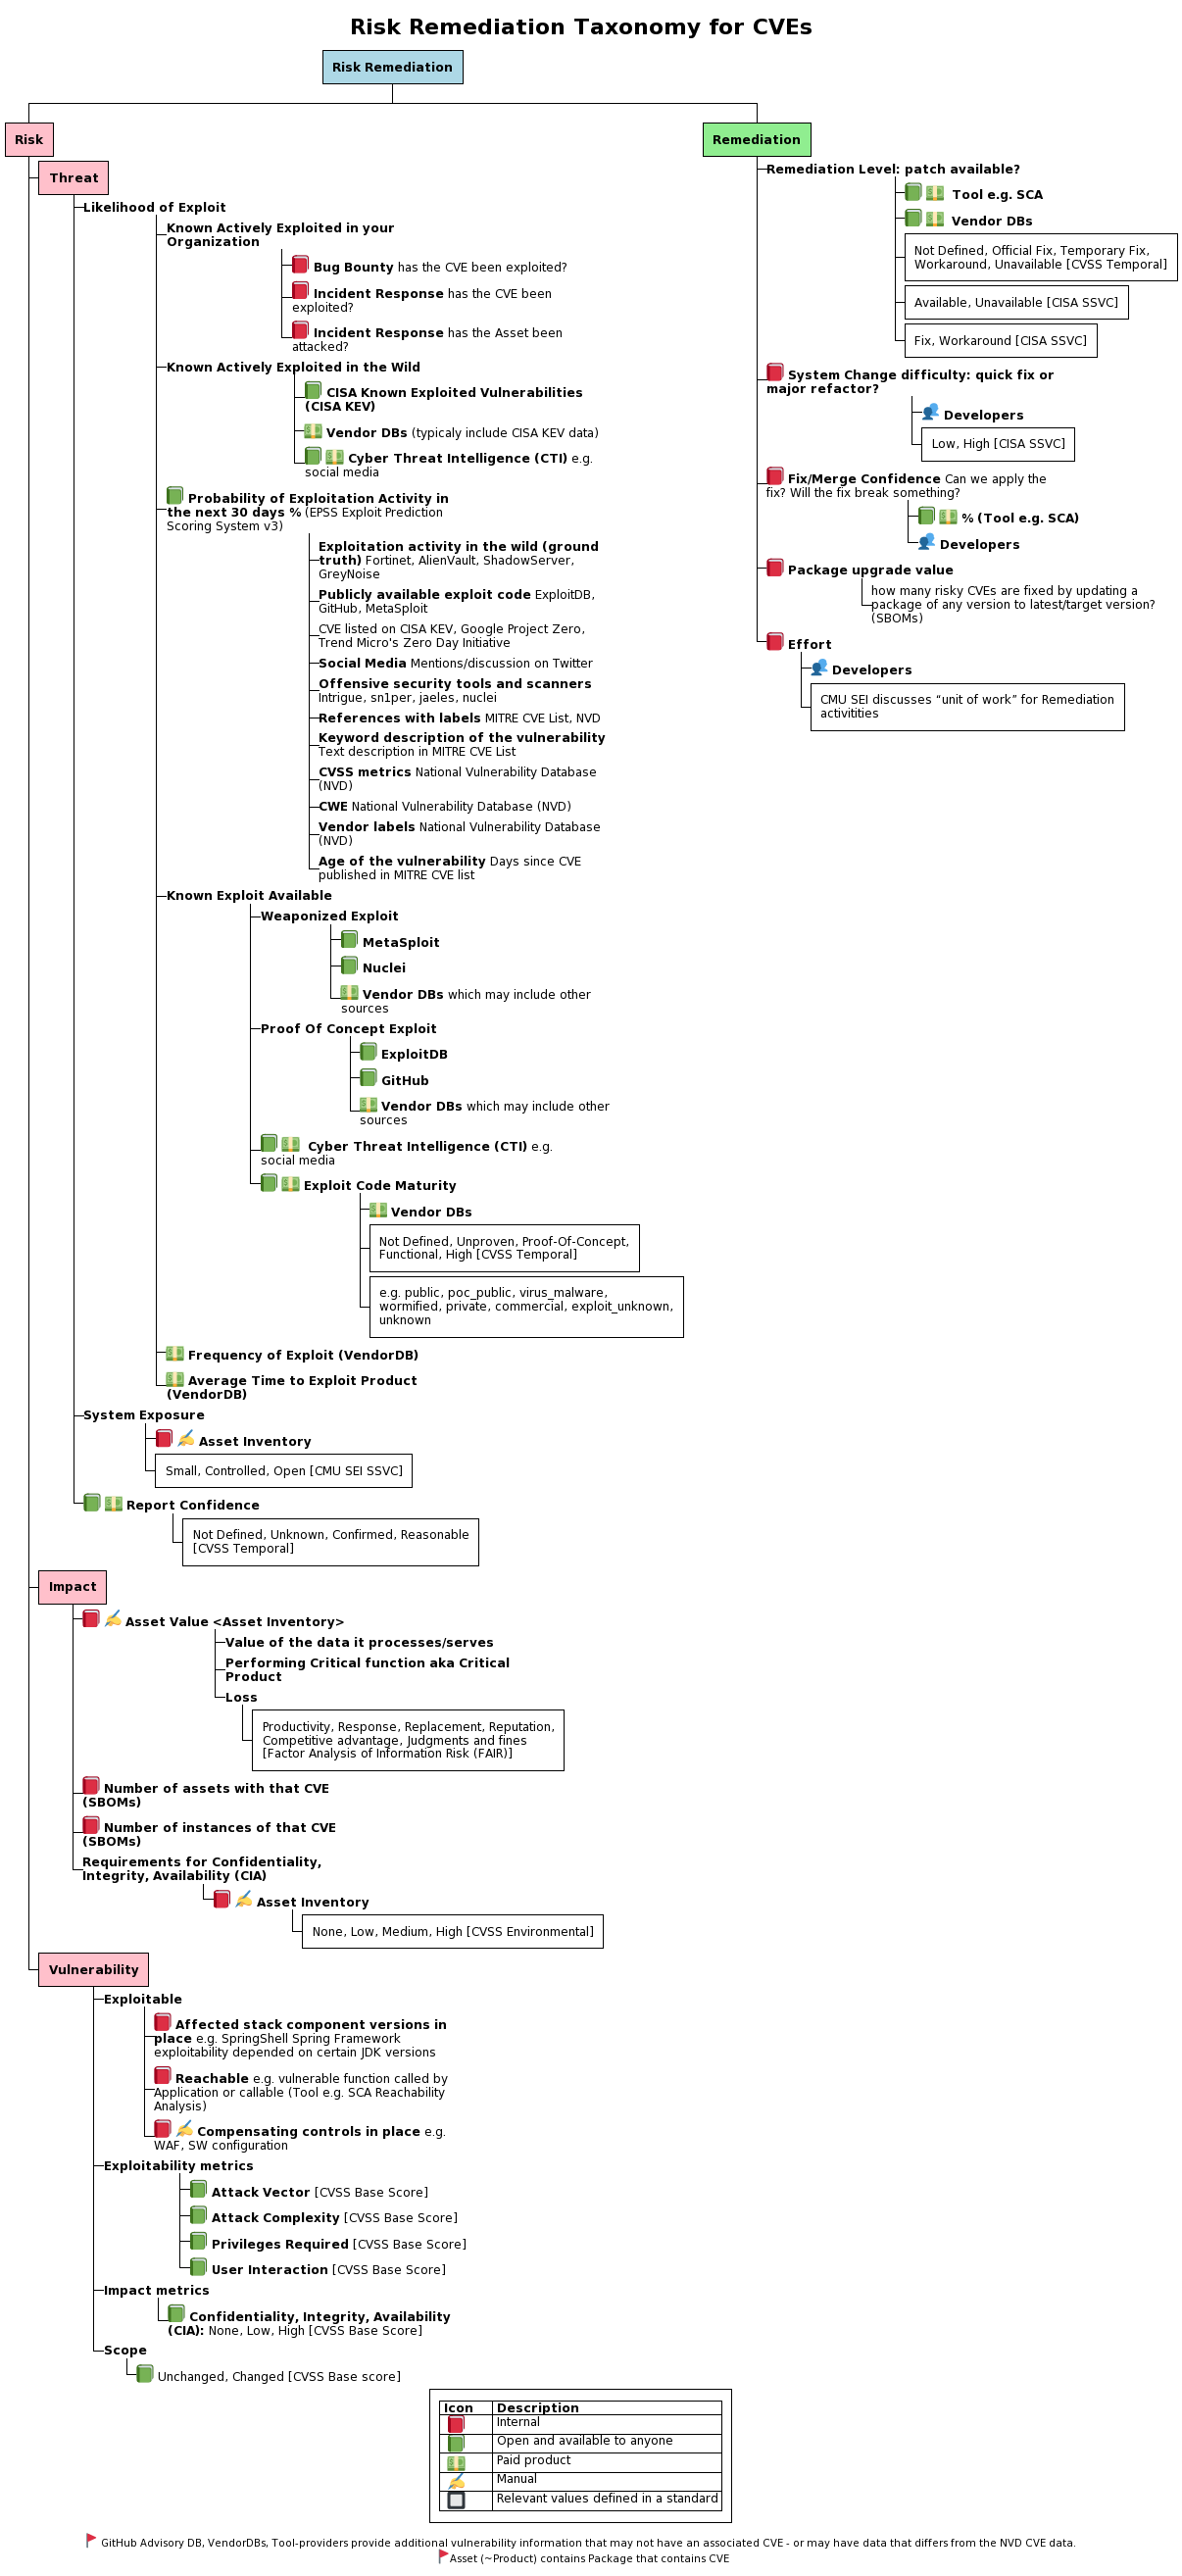 Risk Remediation Taxonomy for CVEs
Risk Remediation
Risk
Threat
Likelihood of Exploit
Known Actively Exploited in your
Organization
Bug Bounty has the CVE been exploited?
Incident Response has the CVE been
exploited?
Incident Response has the Asset been
attacked?
Known Actively Exploited in the Wild
CISA Known Exploited Vulnerabilities
(CISA KEV)
Vendor DBs (typicaly include CISA KEV data)
Cyber Threat Intelligence (CTI) e.g.
social media
Probability of Exploitation Activity in
the next 30 days % (EPSS Exploit Prediction
Scoring System v3)
Exploitation activity in the wild (ground
truth) Fortinet, AlienVault, ShadowServer,
GreyNoise
Publicly available exploit code ExploitDB,
GitHub, MetaSploit
CVE listed on CISA KEV, Google Project Zero,
Trend Micro's Zero Day Initiative
Social Media Mentions/discussion on Twitter
Offensive security tools and scanners
Intrigue, sn1per, jaeles, nuclei
References with labels MITRE CVE List, NVD
Keyword description of the vulnerability
Text description in MITRE CVE List
CVSS metrics National Vulnerability Database
(NVD)
CWE National Vulnerability Database (NVD)
Vendor labels National Vulnerability Database
(NVD)
Age of the vulnerability Days since CVE
published in MITRE CVE list
Known Exploit Available
Weaponized Exploit
MetaSploit
Nuclei
Vendor DBs which may include other
sources
Proof Of Concept Exploit
ExploitDB
GitHub
Vendor DBs which may include other
sources
Cyber Threat Intelligence (CTI) e.g.
social media
Exploit Code Maturity
Vendor DBs
Not Defined, Unproven, Proof-Of-Concept,
Functional, High [CVSS Temporal]
e.g. public, poc_public, virus_malware,
wormified, private, commercial, exploit_unknown,
unknown
Frequency of Exploit (VendorDB)
Average Time to Exploit Product
(VendorDB)
System Exposure
Asset Inventory
Small, Controlled, Open [CMU SEI SSVC]
Report Confidence
Not Defined, Unknown, Confirmed, Reasonable
[CVSS Temporal]
Impact
Asset Value <Asset Inventory>
Value of the data it processes/serves
Performing Critical function aka Critical
Product
Loss
Productivity, Response, Replacement, Reputation,
Competitive advantage, Judgments and fines
[Factor Analysis of Information Risk (FAIR)]
Number of assets with that CVE
(SBOMs)
Number of instances of that CVE
(SBOMs)
Requirements for Confidentiality,
Integrity, Availability (CIA)
Asset Inventory
None, Low, Medium, High [CVSS Environmental]
Vulnerability
Exploitable
Affected stack component versions in
place e.g. SpringShell Spring Framework
exploitability depended on certain JDK versions
Reachable e.g. vulnerable function called by
Application or callable (Tool e.g. SCA Reachability
Analysis)
Compensating controls in place e.g.
WAF, SW configuration
Exploitability metrics
Attack Vector [CVSS Base Score]
Attack Complexity [CVSS Base Score]
Privileges Required [CVSS Base Score]
User Interaction [CVSS Base Score]
Impact metrics
Confidentiality, Integrity, Availability
(CIA): None, Low, High [CVSS Base Score]
Scope
Unchanged, Changed [CVSS Base score]
Remediation
Remediation Level: patch available?
Tool e.g. SCA
Vendor DBs
Not Defined, Official Fix, Temporary Fix,
Workaround, Unavailable [CVSS Temporal]
Available, Unavailable [CISA SSVC]
Fix, Workaround [CISA SSVC]
System Change difficulty: quick fix or
major refactor?
Developers
Low, High [CISA SSVC]
Fix/Merge Confidence Can we apply the
fix? Will the fix break something?
% (Tool e.g. SCA)
Developers
Package upgrade value
how many risky CVEs are fixed by updating a
package of any version to latest/target version?
(SBOMs)
Effort
Developers
CMU SEI discusses “unit of work” for Remediation
activitities
Icon Description
Internal
Open and available to anyone
Paid product
Manual
Relevant values defined in a standard
GitHub Advisory DB, VendorDBs, Tool-providers provide additional vulnerability information that may not have an associated CVE - or may have data that differs from the NVD CVE data.
Asset (~Product) contains Package that contains CVE